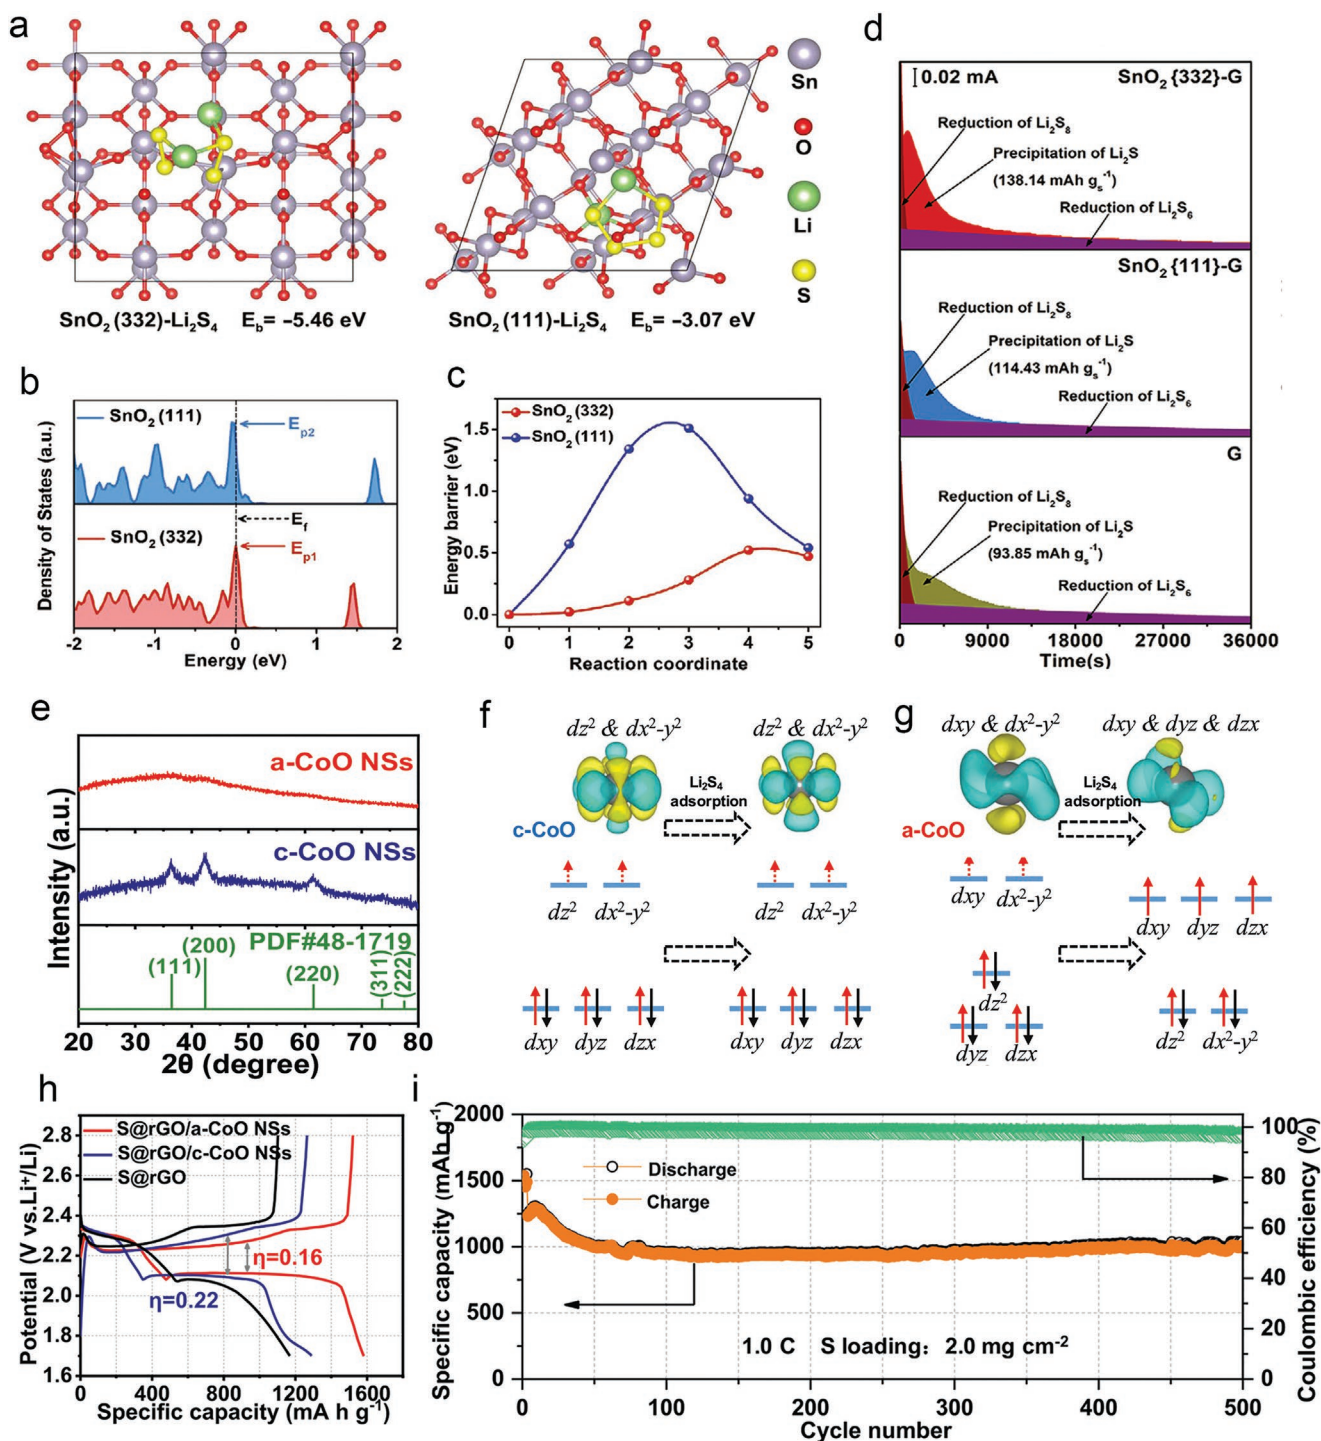 a
Sn
O
Li
S
SnO₂(332)-Li₂S₄ E_b= −5.46 eV
SnO₂(111)-Li₂S₄ E_b= −3.07 eV
b
Density of States (a.u.)
SnO₂(111)
E_p2
E_f
SnO₂(332)
E_p1
-2 -1 0 1 2
Energy (eV)
c
Energy barrier (eV)
SnO₂(332)
SnO₂(111)
1.5
1.0
0.5
0.0
0 1 2 3 4 5
Reaction coordinate
d
0.02 mA
SnO₂{332}-G
Reduction of Li₂S₈
Precipitation of Li₂S
(138.14 mAh g_s⁻¹)
Reduction of Li₂S₆
SnO₂{111}-G
Reduction of Li₂S₈
Precipitation of Li₂S
(114.43 mAh g_s⁻¹)
Reduction of Li₂S₆
G
Reduction of Li₂S₈
Precipitation of Li₂S
(93.85 mAh g_s⁻¹)
Reduction of Li₂S₆
0 9000 18000 27000 36000
Time(s)
e
Intensity (a.u.)
a-CoO NSs
c-CoO NSs
PDF#48-1719
(111)
(200)
(220)
(311)
(222)
20 30 40 50 60 70 80
2θ (degree)
f
dz² & dx²-y²
dz² & dx²-y²
Li₂S₄
adsorption
c-CoO
dz² dx²-y²
dz² dx²-y²
dxy dyz dzx
dxy dyz dzx
g
dxy & dx²-y²
dxy & dyz & dzx
Li₂S₄
adsorption
a-CoO
dxy dx²-y²
dxy dyz dzx
dz²
dyz dzx
dz² dx²-y²
h
Potential (V vs.Li⁺/Li)
S@rGO/a-CoO NSs
S@rGO/c-CoO NSs
S@rGO
2.8
2.6
2.4
2.2
2.0
1.8
1.6
η=0.16
η=0.22
0 400 800 1200 1600
Specific capacity (mA h g⁻¹)
i
Specific capacity (mAh g⁻¹)
2000
1500
1000
500
0
Discharge
Charge
1.0 C S loading: 2.0 mg cm⁻²
0 100 200 300 400 500
Cycle number
100
80
60
40
20
0
Coulombic efficiency (%)